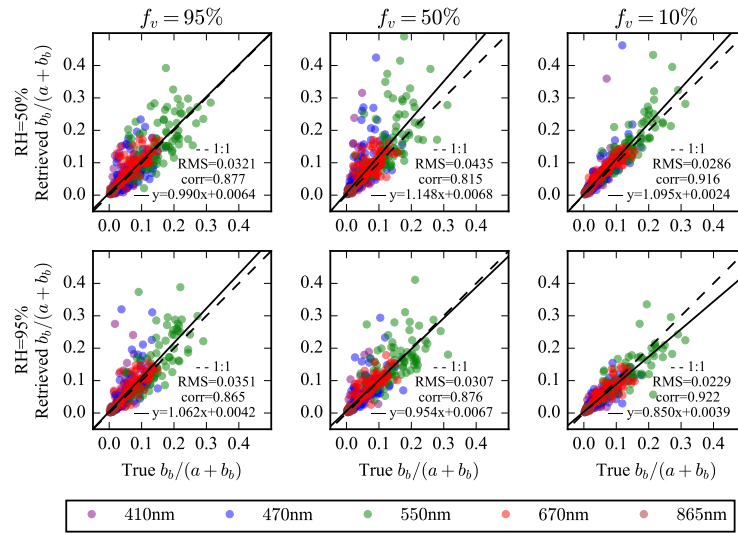 f_v = 95%
f_v = 50%
f_v = 10%
RH=50%
Retrieved b_b/(a + b_b)
0.4
0.3
0.2
0.1
0.0
0.0 0.1 0.2 0.3 0.4
1:1
RMS=0.0321
corr=0.877
y=0.990x+0.0064
0.0 0.1 0.2 0.3 0.4
1:1
RMS=0.0435
corr=0.815
y=1.148x+0.0068
0.0 0.1 0.2 0.3 0.4
1:1
RMS=0.0286
corr=0.916
y=1.095x+0.0024
RH=95%
Retrieved b_b/(a + b_b)
0.4
0.3
0.2
0.1
0.0
0.0 0.1 0.2 0.3 0.4
1:1
RMS=0.0351
corr=0.865
y=1.062x+0.0042
0.0 0.1 0.2 0.3 0.4
1:1
RMS=0.0307
corr=0.876
y=0.954x+0.0067
0.0 0.1 0.2 0.3 0.4
1:1
RMS=0.0229
corr=0.922
y=0.850x+0.0039
True b_b/(a + b_b)
True b_b/(a + b_b)
True b_b/(a + b_b)
410nm 470nm 550nm 670nm 865nm